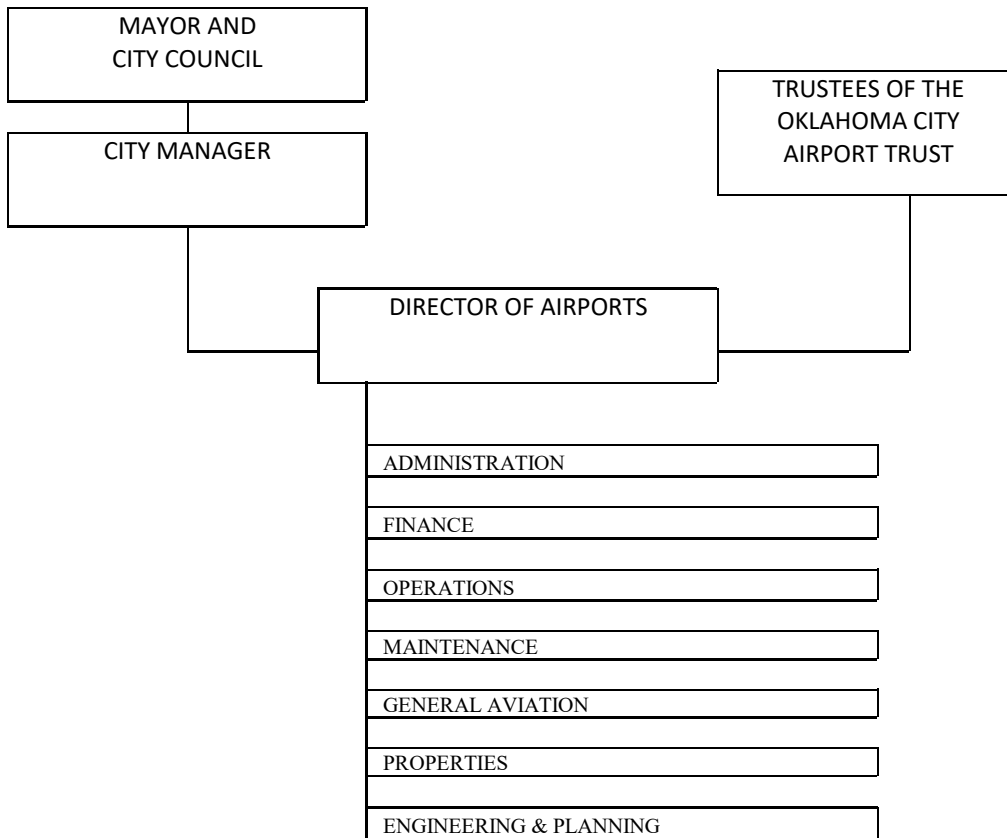 MAYOR AND
CITY COUNCIL
TRUSTEES OF THE
OKLAHOMA CITY
AIRPORT TRUST
CITY MANAGER
DIRECTOR OF AIRPORTS
ADMINISTRATION
FINANCE
OPERATIONS
MAINTENANCE
GENERAL AVIATION
PROPERTIES
ENGINEERING & PLANNING